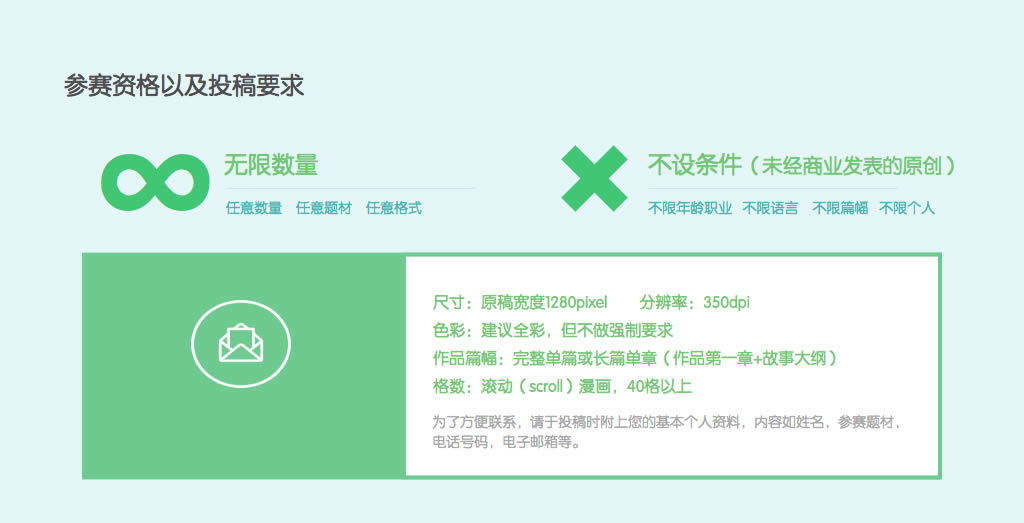 参赛资格以及投稿要求
无限数量
任意数量 任意题材 任意格式
不设条件（未经商业发表的原创）
不限年龄职业 不限语言 不限篇幅 不限个人
尺寸：原稿宽度1280pixel 分辨率：350dpi
色彩：建议全彩，但不做强制要求
作品篇幅：完整单篇或长篇单章（作品第一章+故事大纲）
格数：滚动（scroll）漫画，40格以上
为了方便联系，请于投稿时附上您的基本个人资料，内容如姓名，参赛题材，
电话号码，电子邮箱等。